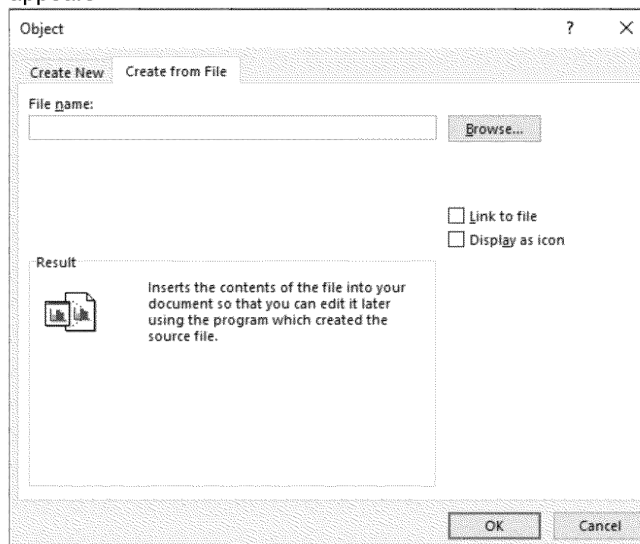 Object ? ×
Create New Create from File
File name:
Browse...
Link to file
Display as icon
Result
Inserts the contents of the file into your
document so that you can edit it later
using the program which created the
source file.
OK Cancel